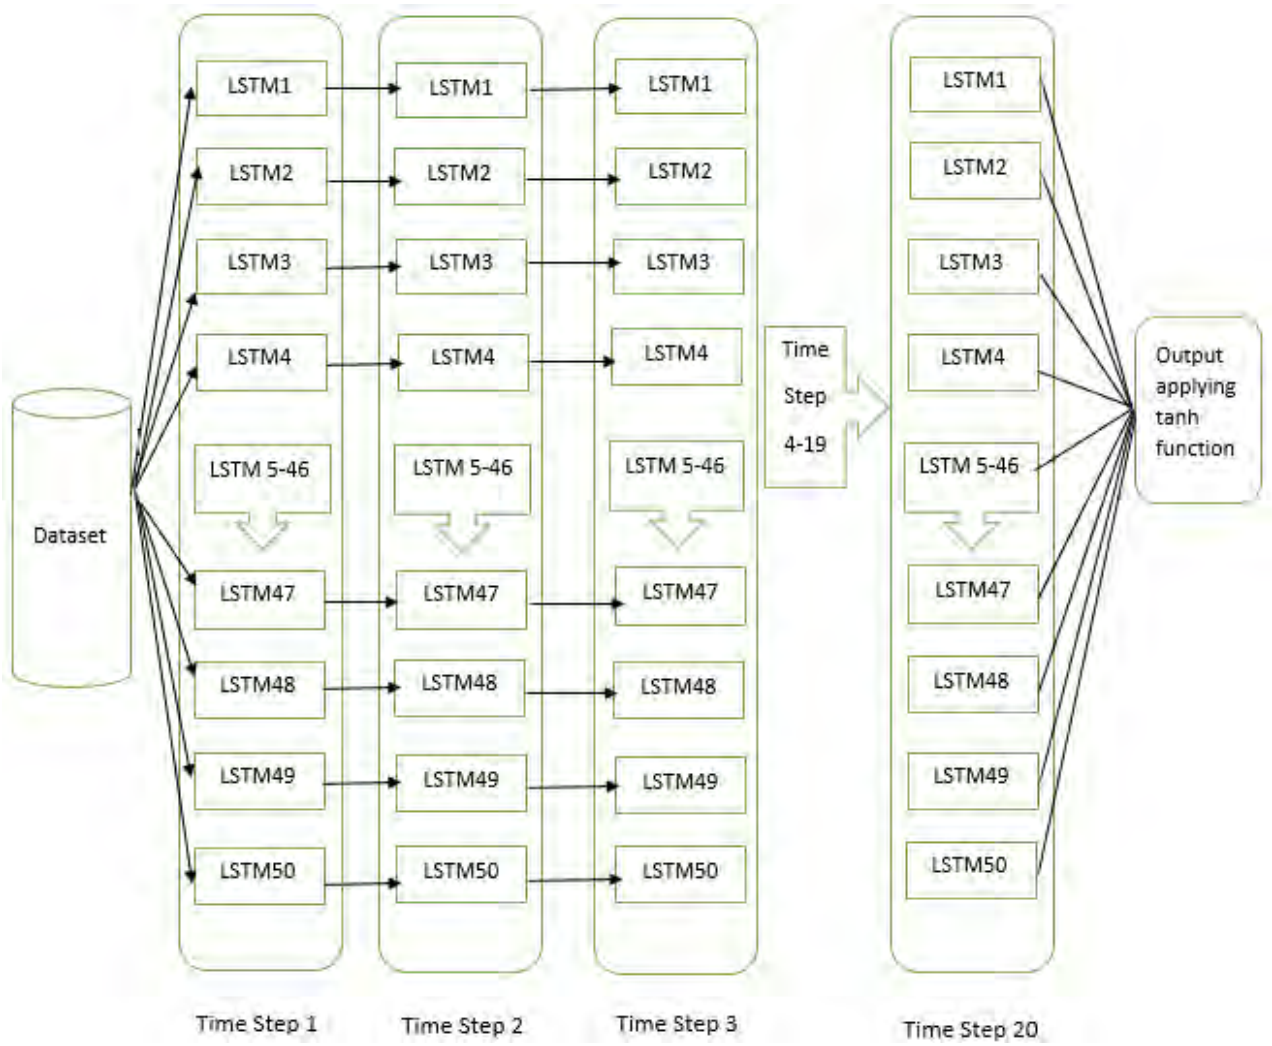 Dataset
LSTM1
LSTM2
LSTM3
LSTM4
LSTM 5-46
LSTM47
LSTM48
LSTM49
LSTM50
Time Step 1
LSTM1
LSTM2
LSTM3
LSTM4
LSTM 5-46
LSTM47
LSTM48
LSTM49
LSTM50
Time Step 2
LSTM1
LSTM2
LSTM3
LSTM4
LSTM 5-46
LSTM47
LSTM48
LSTM49
LSTM50
Time Step 3
Time
Step
4-19
LSTM1
LSTM2
LSTM3
LSTM4
LSTM 5-46
LSTM47
LSTM48
LSTM49
LSTM50
Time Step 20
Output
applying
tanh
function